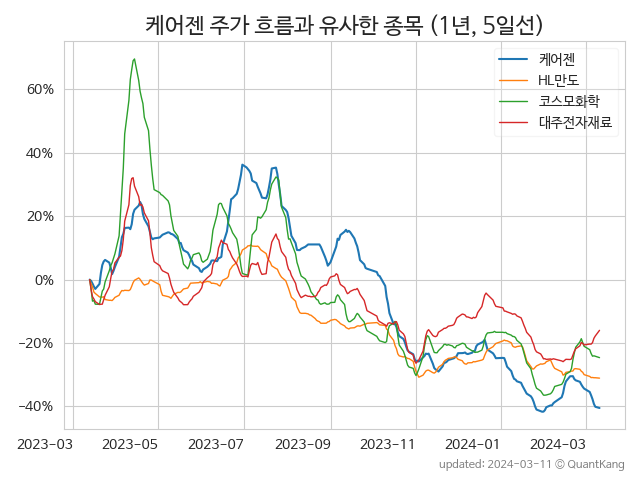 케어젠 주가 흐름과 유사한 종목 (1년, 5일선)
케어젠
HL만도
코스모화학
대주전자재료
60%
40%
20%
0%
−20%
−40%
2023-03 2023-05 2023-07 2023-09 2023-11 2024-01 2024-03
updated: 2024-03-11 © QuantKang